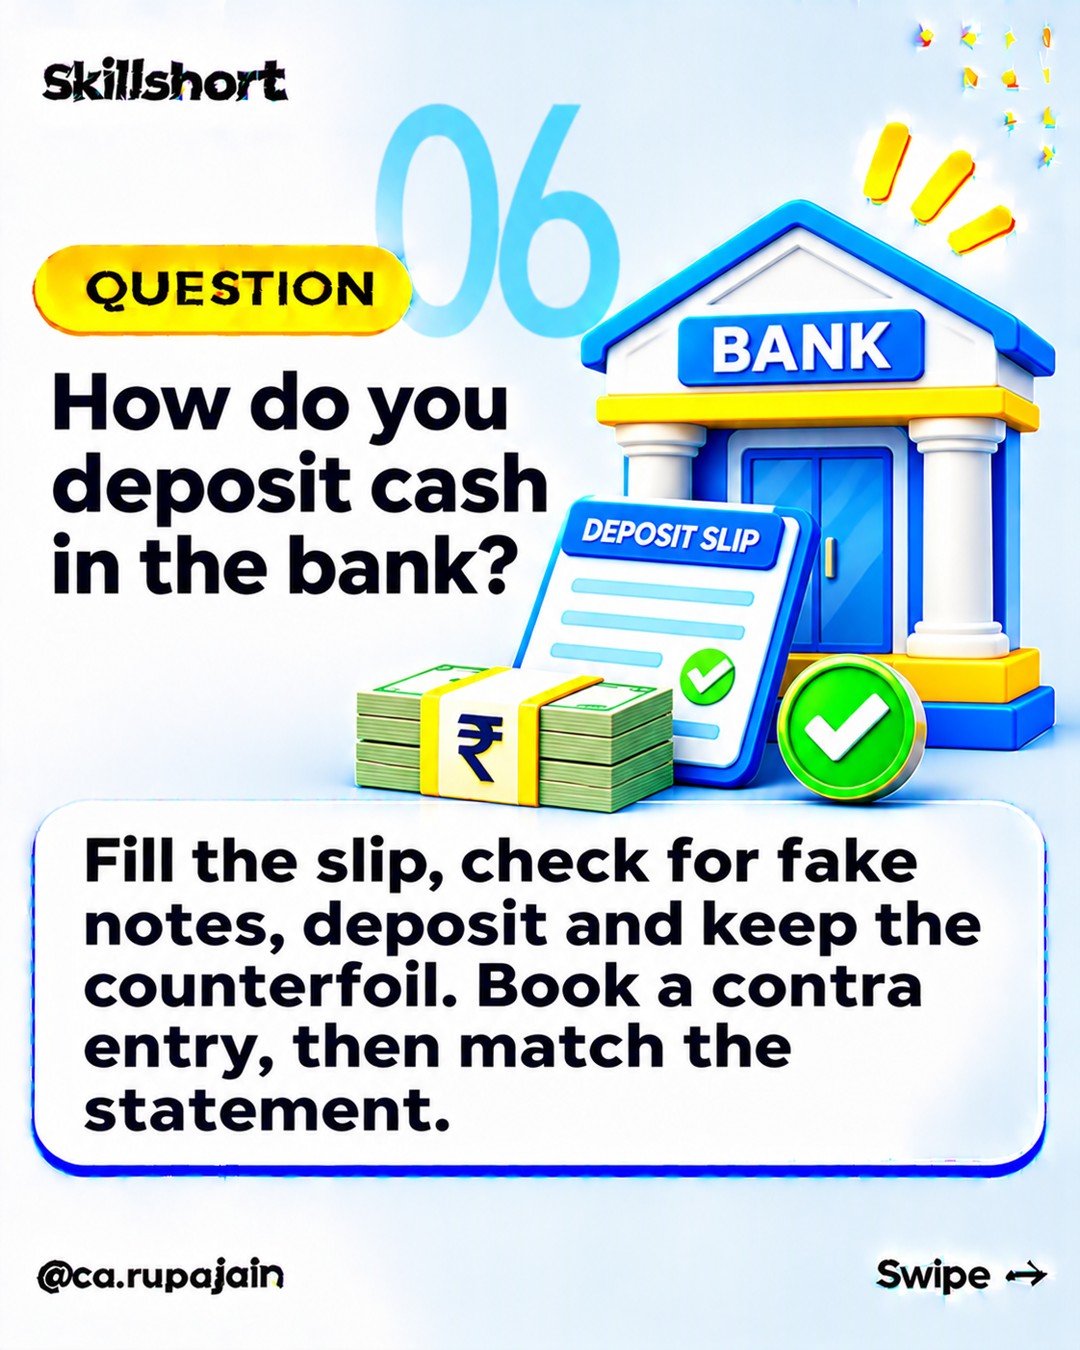 Skillshort
06
QUESTION
How do you
deposit cash
in the bank?
BANK
DEPOSIT SLIP
₹
Fill the slip, check for fake
notes, deposit and keep the
counterfoil. Book a contra
entry, then match the
statement.
@ca.rupajain
Swipe →